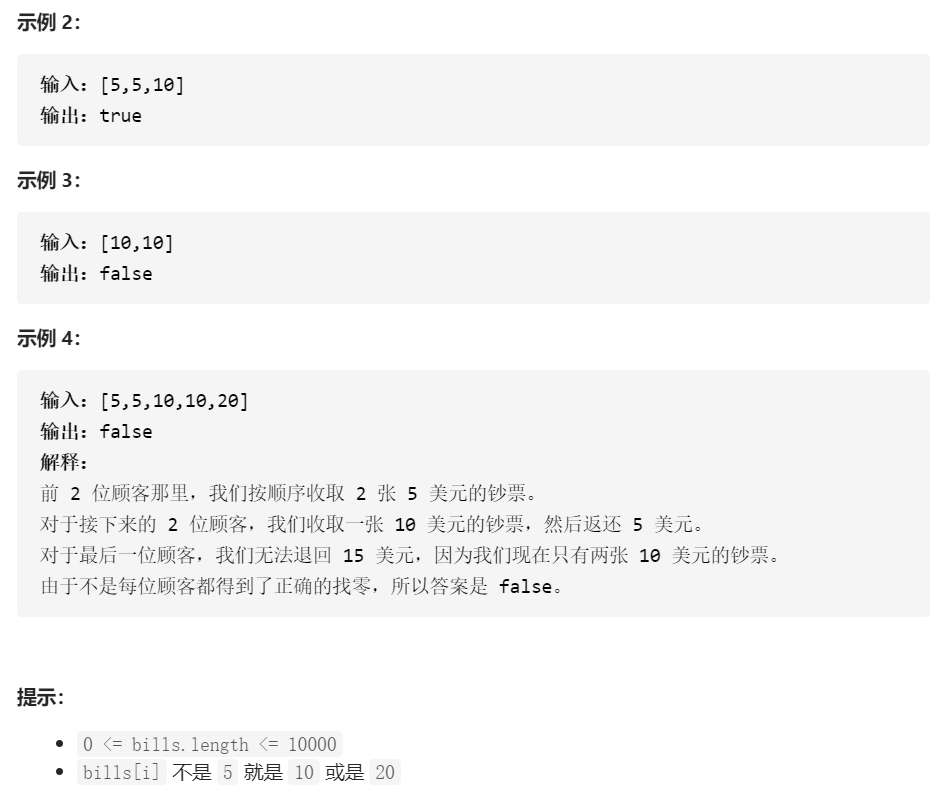 示例 2：
输入：[5,5,10]
输出：true
示例 3：
输入：[10,10]
输出：false
示例 4：
输入：[5,5,10,10,20]
输出：false
解释：
前 2 位顾客那里，我们按顺序收取 2 张 5 美元的钞票。
对于接下来的 2 位顾客，我们收取一张 10 美元的钞票，然后返还 5 美元。
对于最后一位顾客，我们无法退回 15 美元，因为我们现在只有两张 10 美元的钞票。
由于不是每位顾客都得到了正确的找零，所以答案是 false。
提示：
0 <= bills.length <= 10000
bills[i] 不是 5 就是 10 或是 20